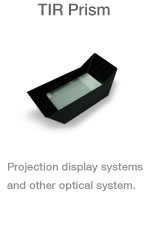 TIR Prism
Projection display systems
and other optical system.